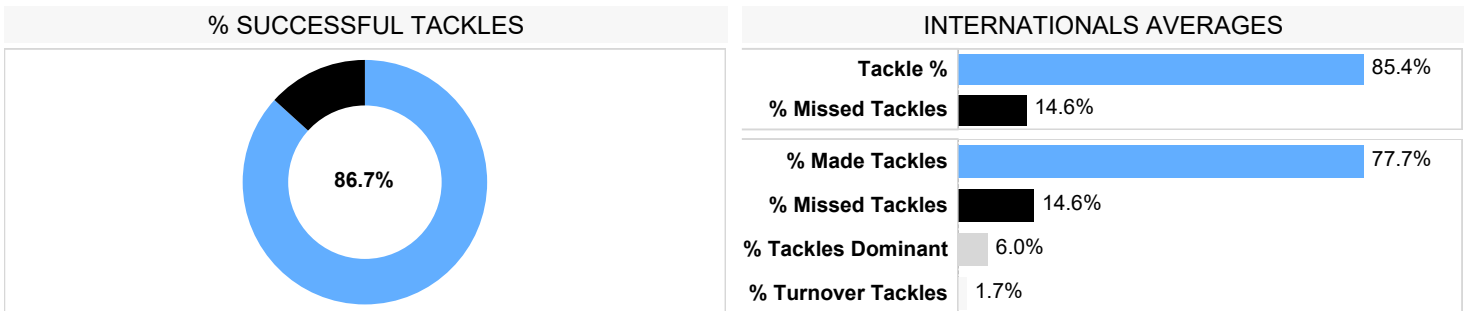 % SUCCESSFUL TACKLES
86.7%
INTERNATIONALS AVERAGES
Tackle % 85.4%
% Missed Tackles 14.6%
% Made Tackles 77.7%
% Missed Tackles 14.6%
% Tackles Dominant 6.0%
% Turnover Tackles 1.7%